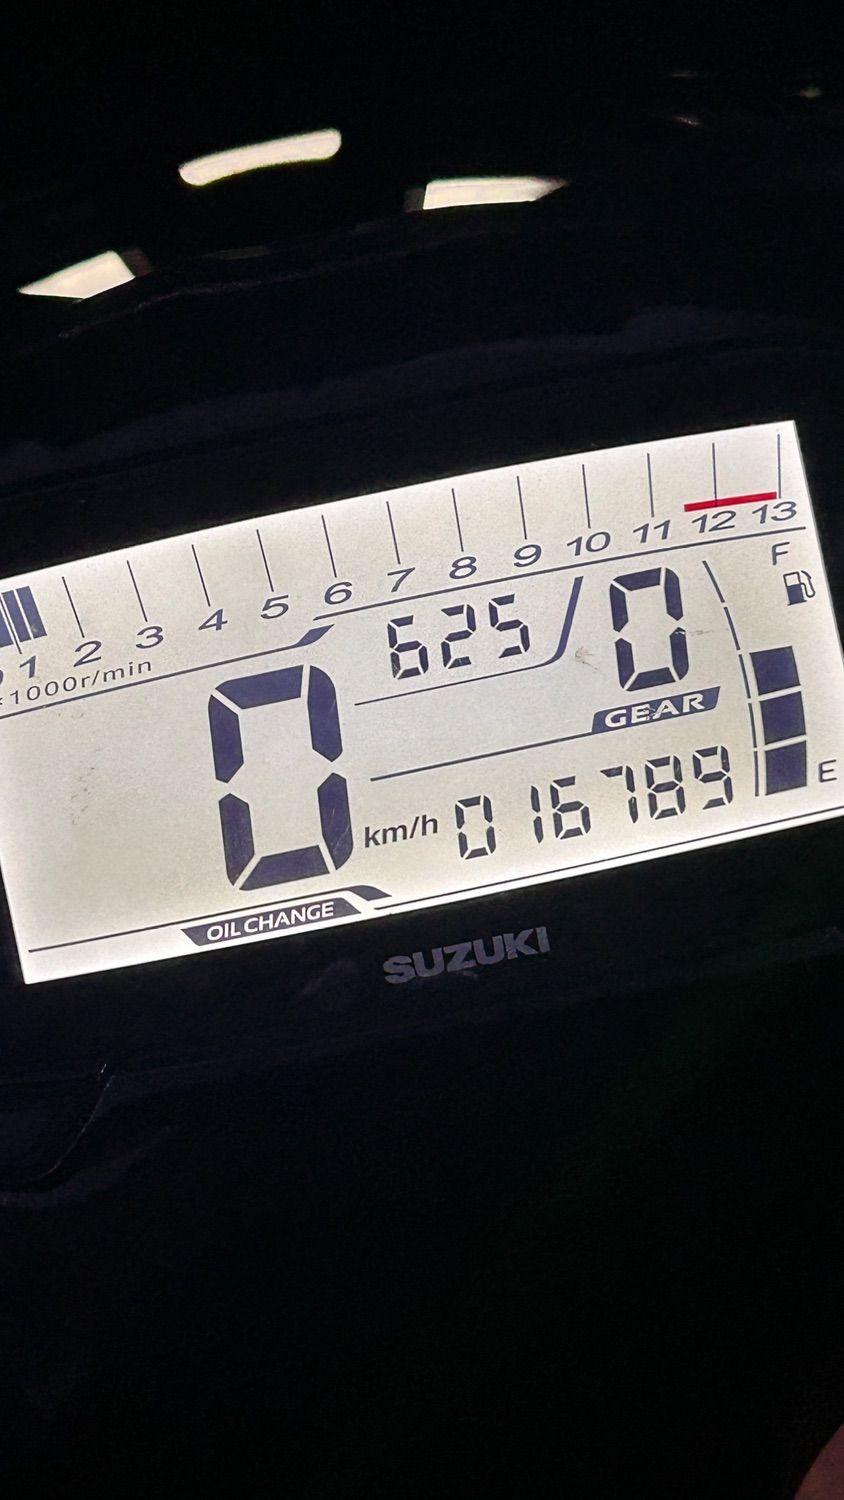 1 2 3 4 5 6 7 8 9 10 11 12 13
×1000r/min
625 0
F
GEAR
0 km/h 016789
E
OIL CHANGE
SUZUKI